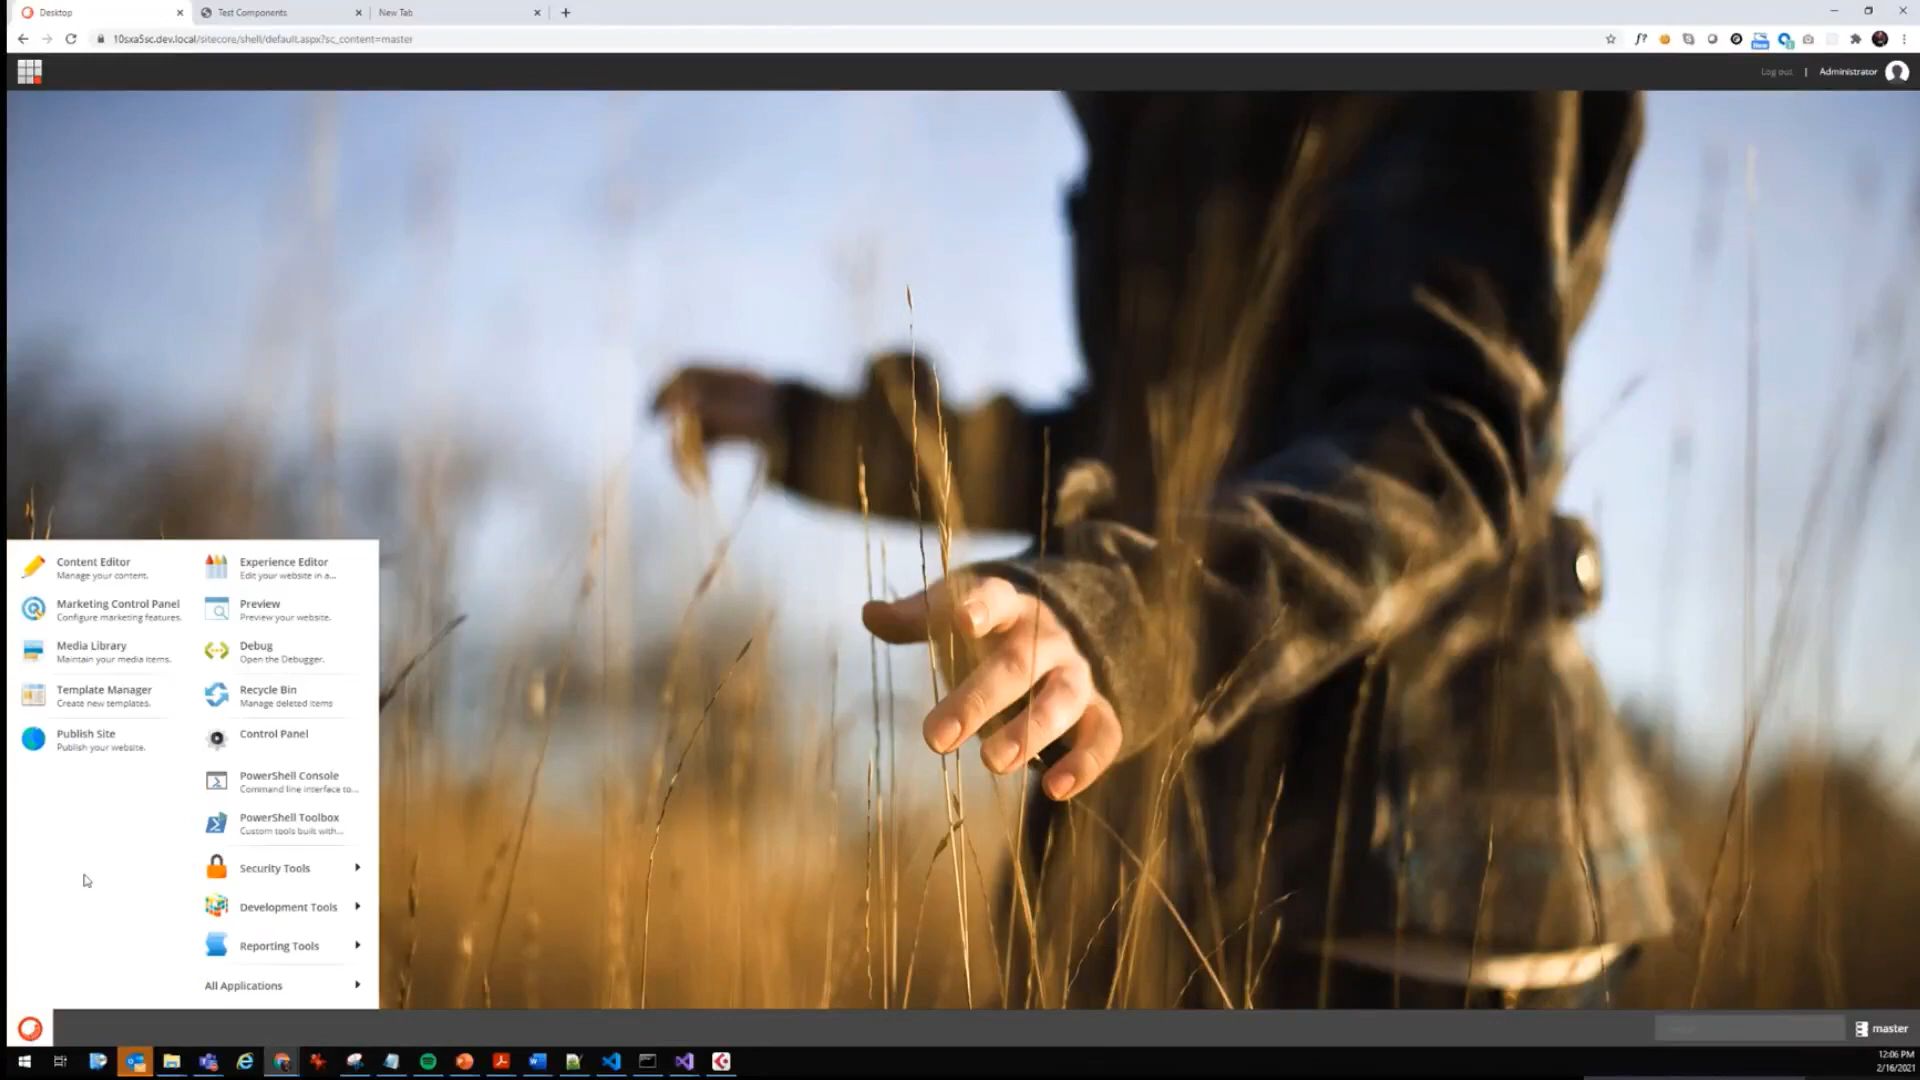 Desktop
Test Components
New Tab
10sxa5sc.dev.local/sitecore/shell/default.aspx?sc_content=master
Log out | Administrator
Content Editor
Manage your content.
Experience Editor
Edit your website in a...
Marketing Control Panel
Configure marketing features.
Preview
Preview your website.
Media Library
Maintain your media items.
Debug
Open the Debugger.
Template Manager
Create new templates.
Recycle Bin
Manage deleted items
Publish Site
Publish your website.
Control Panel
PowerShell Console
Command line interface to...
PowerShell Toolbox
Custom tools built with...
Security Tools
Development Tools
Reporting Tools
All Applications
master
12:06 PM
2/16/2021